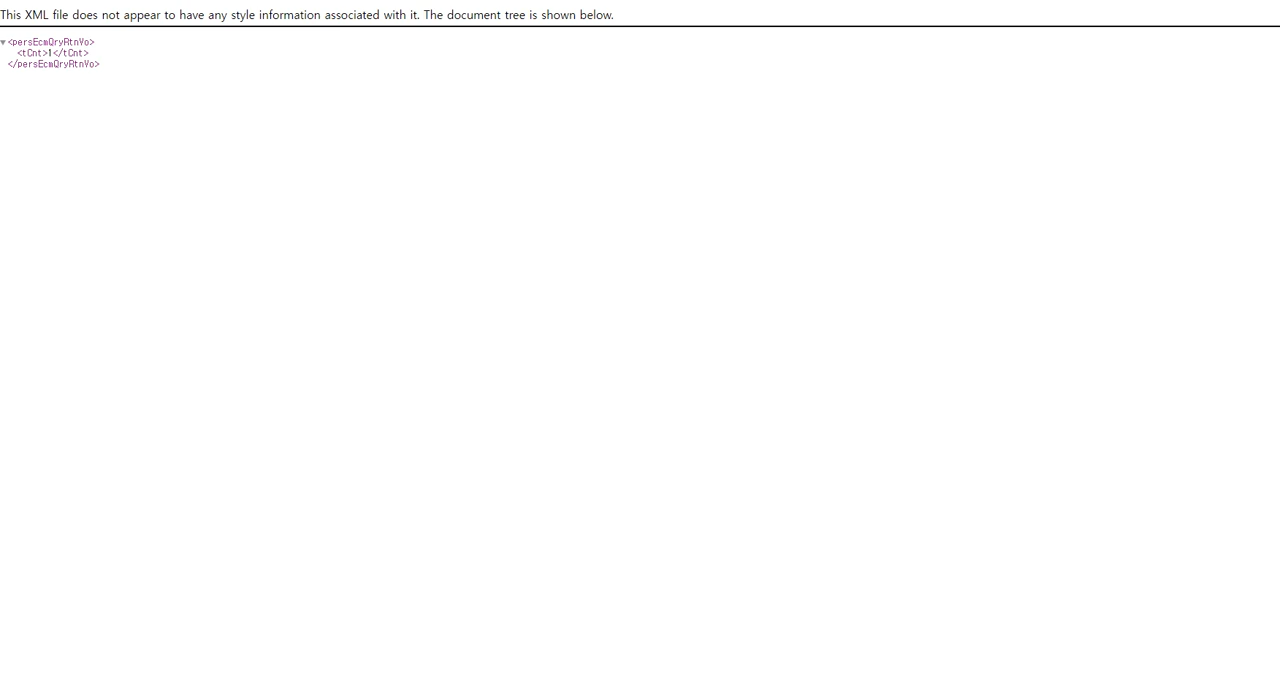 This XML file does not appear to have any style information associated with it. The document tree is shown below.
▼<persEcmQryRtnVo>
<tCnt>1</tCnt>
</persEcmQryRtnVo>